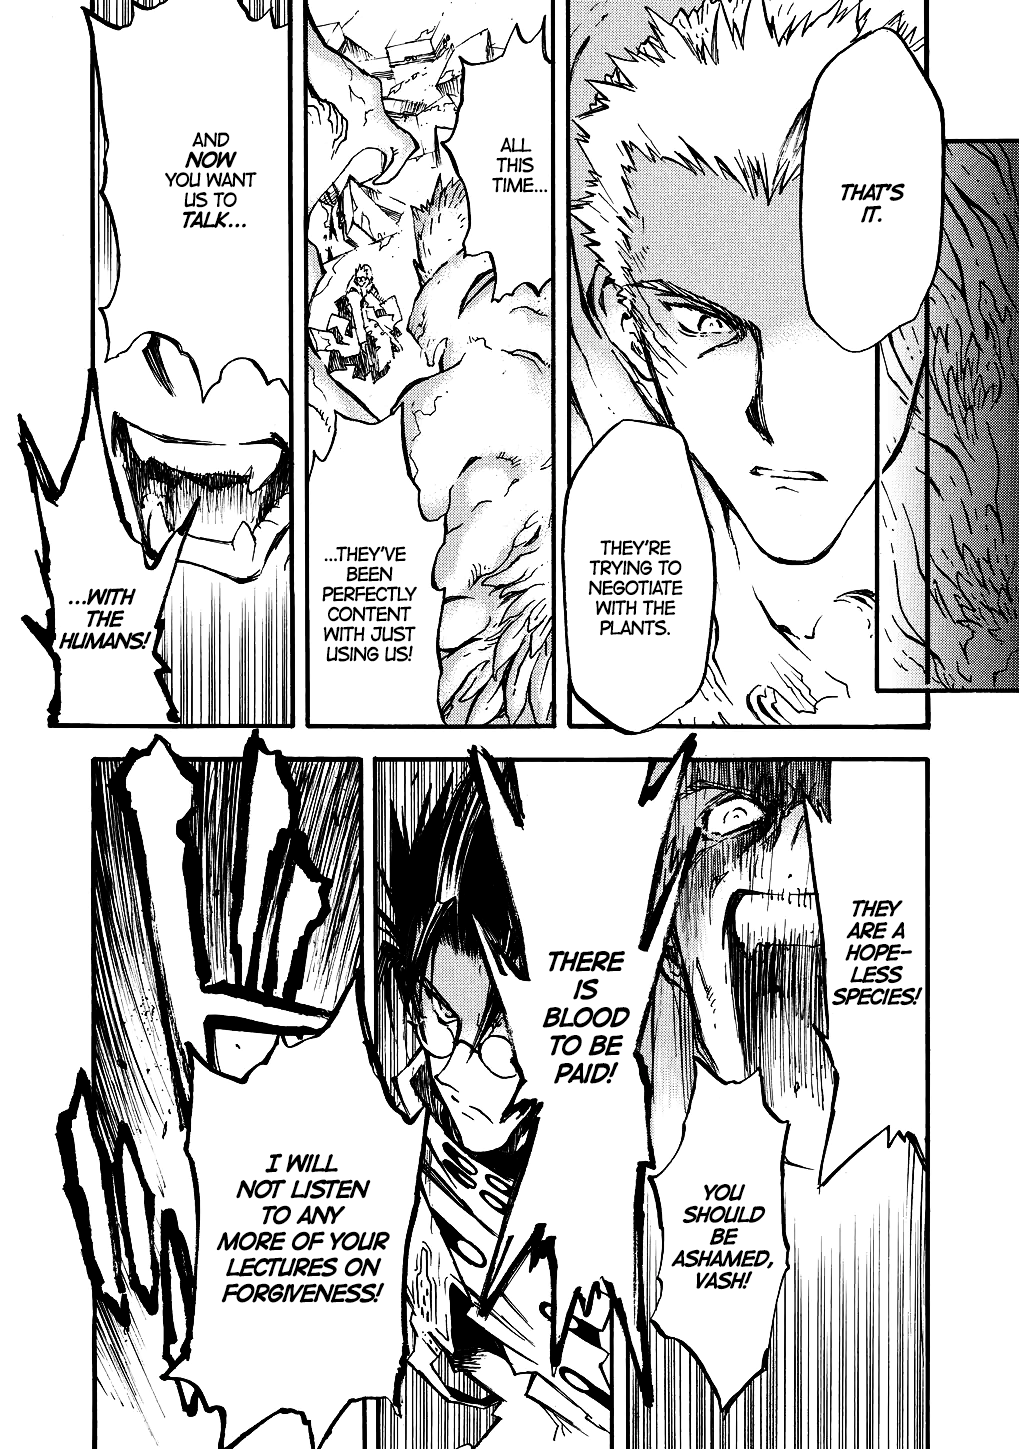 THAT'S
IT.
THEY'RE
TRYING TO
NEGOTIATE
WITH THE
PLANTS.
ALL
THIS
TIME...
...THEY'VE
BEEN
PERFECTLY
CONTENT
WITH JUST
USING US!
AND
NOW
YOU WANT
US TO
TALK...
...WITH
THE
HUMANS!
THEY
ARE A
HOPE-
LESS
SPECIES!
YOU
SHOULD
BE
ASHAMED,
VASH!
THERE
IS
BLOOD
TO BE
PAID!
I WILL
NOT LISTEN
TO ANY
MORE OF YOUR
LECTURES ON
FORGIVENESS!